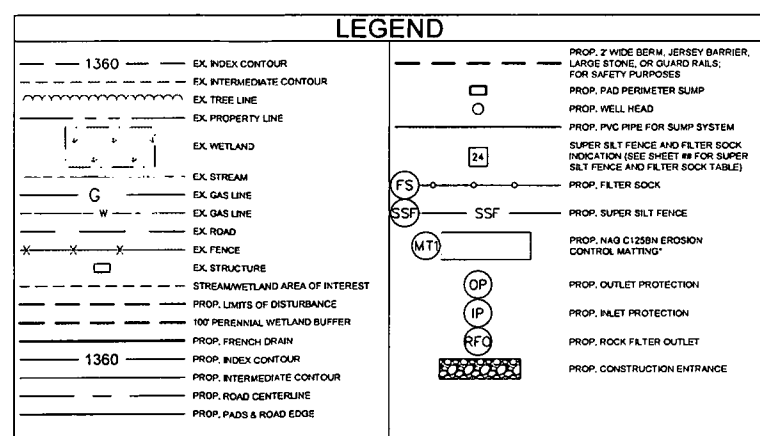 LEGEND
1360 EX. INDEX CONTOUR
EX. INTERMEDIATE CONTOUR
EX. TREE LINE
EX. PROPERTY LINE
EX. WETLAND
EX. STREAM
G EX. GAS LINE
W EX. GAS LINE
EX. ROAD
X X X EX. FENCE
EX. STRUCTURE
STREAM/WETLAND AREA OF INTEREST
PROP. LIMITS OF DISTURBANCE
100' PERENNIAL WETLAND BUFFER
PROP. FRENCH DRAIN
1360 PROP. INDEX CONTOUR
PROP. INTERMEDIATE CONTOUR
PROP. ROAD CENTERLINE
PROP. PADS & ROAD EDGE
PROP. 2' WIDE BERM, JERSEY BARRIER,
LARGE STONE, OR GUARD RAILS;
FOR SAFETY PURPOSES
PROP. PAD PERIMETER SUMP
PROP. WELL HEAD
PROP. PVC PIPE FOR SUMP SYSTEM
SUPER SILT FENCE AND FILTER SOCK
24 INDICATION (SEE SHEET ## FOR SUPER
SILT FENCE AND FILTER SOCK TABLE)
FS PROP. FILTER SOCK
SSF SSF PROP. SUPER SILT FENCE
MT1 PROP. NAG C125BN EROSION
CONTROL MATTING*
OP PROP. OUTLET PROTECTION
IP PROP. INLET PROTECTION
RFO PROP. ROCK FILTER OUTLET
PROP. CONSTRUCTION ENTRANCE